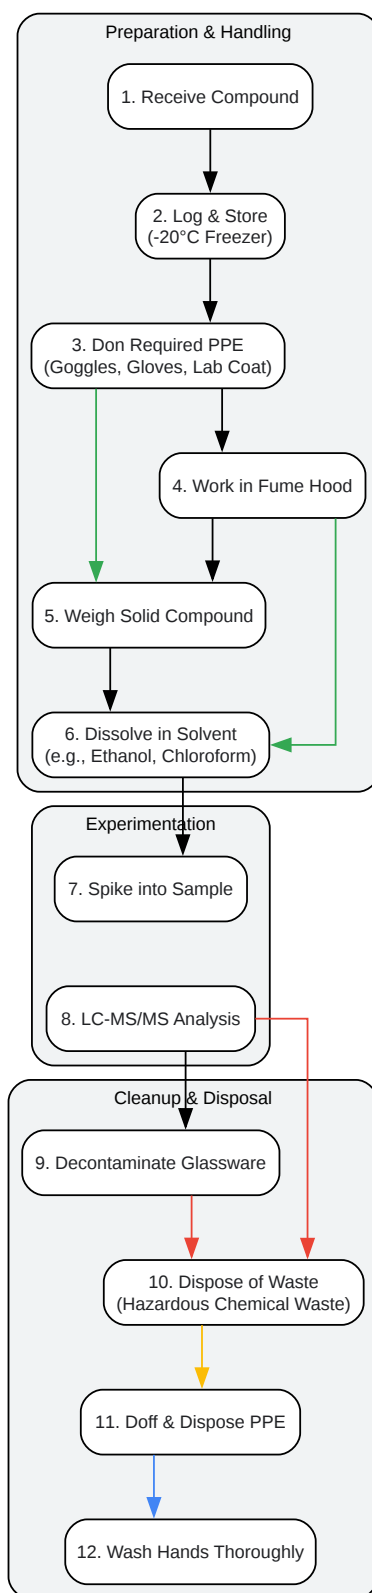 Preparation & Handling
1. Receive Compound
2. Log & Store
(-20°C Freezer)
3. Don Required PPE
(Goggles, Gloves, Lab Coat)
4. Work in Fume Hood
5. Weigh Solid Compound
6. Dissolve in Solvent
(e.g., Ethanol, Chloroform)
Experimentation
7. Spike into Sample
8. LC-MS/MS Analysis
Cleanup & Disposal
9. Decontaminate Glassware
10. Dispose of Waste
(Hazardous Chemical Waste)
11. Doff & Dispose PPE
12. Wash Hands Thoroughly